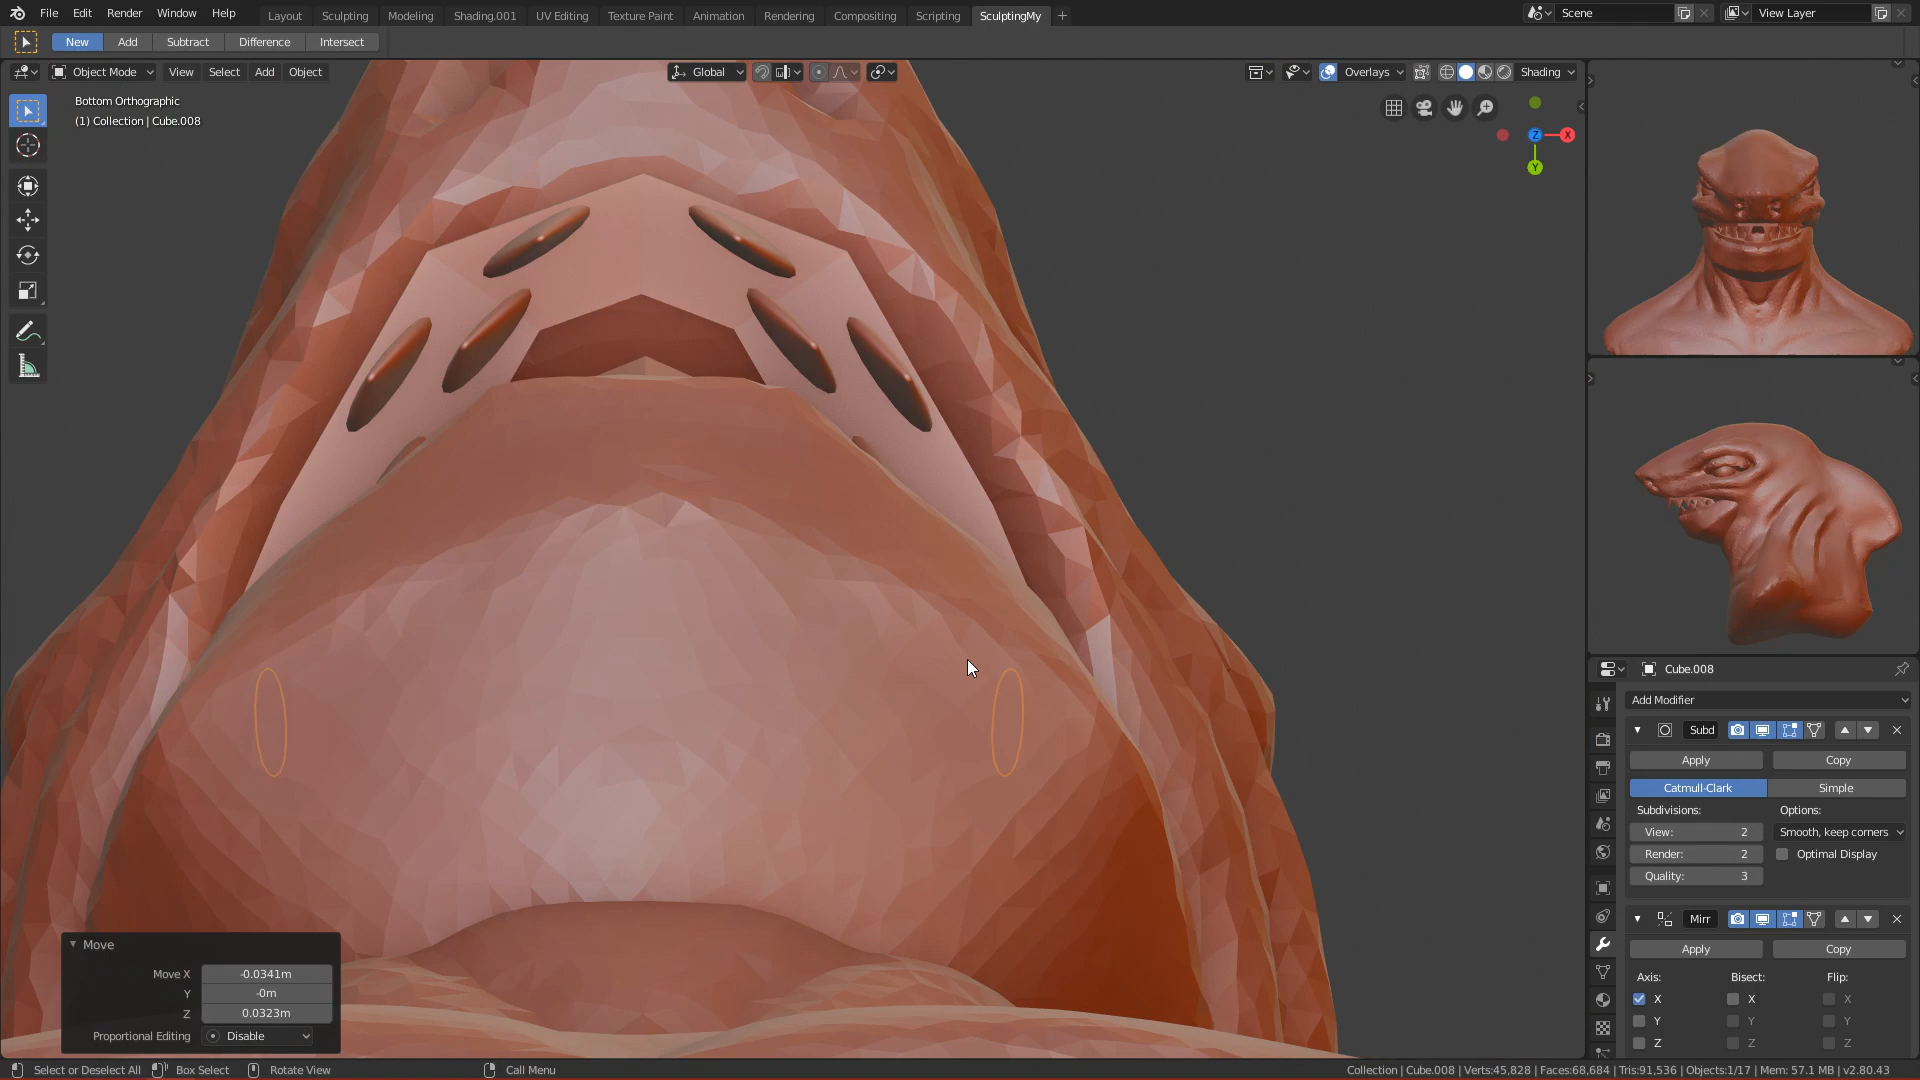 File Edit Render Window Help Layout Sculpting Modeling Shading.001 UV Editing Texture Paint Animation Rendering Compositing Scripting SculptingMy + Scene View Layer
New Add Subtract Difference Intersect
Object Mode View Select Add Object Global Overlays Shading
Bottom Orthographic
(1) Collection | Cube.008
Z X
Y
Cube.008
Add Modifier
Subd
Apply Copy
Catmull-Clark Simple
Subdivisions: Options:
View: 2 Smooth, keep corners
Render: 2 Optimal Display
Quality: 3
Mirr
Apply Copy
Axis: Bisect: Flip:
X X X
Y Y Y
Z Z Z
Move
Move X -0.0341m
Y -0m
Z 0.0323m
Proportional Editing Disable
Select or Deselect All Box Select Rotate View Call Menu Collection | Cube.008 | Verts:45,828 | Faces:68,684 | Tris:91,536 | Objects:1/17 | Mem: 57.1 MB | v2.80.43